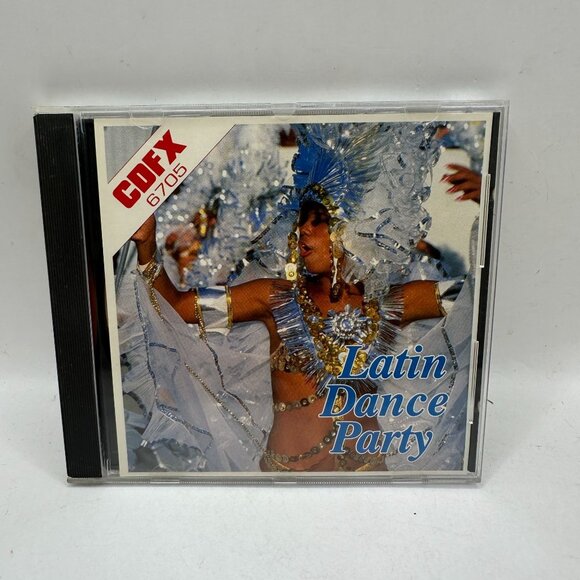 CDFX
6705
Latin
Dance
Party